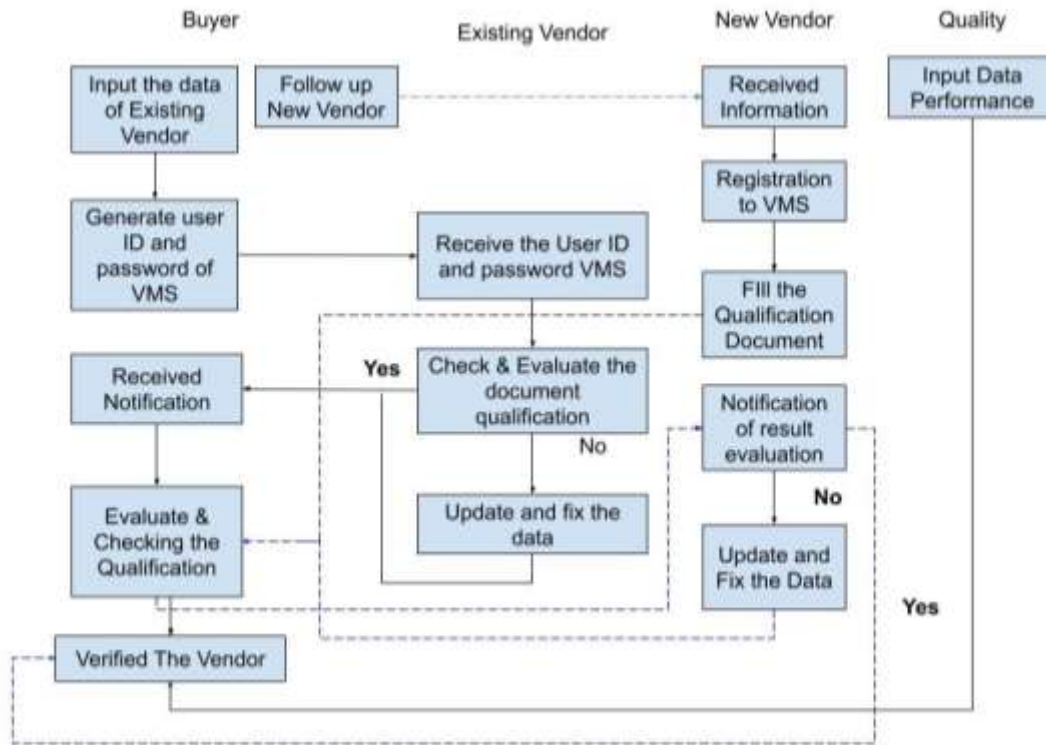 Buyer
Existing Vendor
New Vendor
Quality
Input the data
of Existing
Vendor
Follow up
New Vendor
Received
Information
Input Data
Performance
Registration
to VMS
Generate user
ID and
password of
VMS
Receive the User ID
and password VMS
FIll the
Qualification
Document
Received
Notification
Yes
Check & Evaluate the
document
qualification
No
Notification
of result
evaluation
No
Evaluate &
Checking the
Qualification
Update and fix the
data
Update and
Fix the Data
Yes
Verified The Vendor